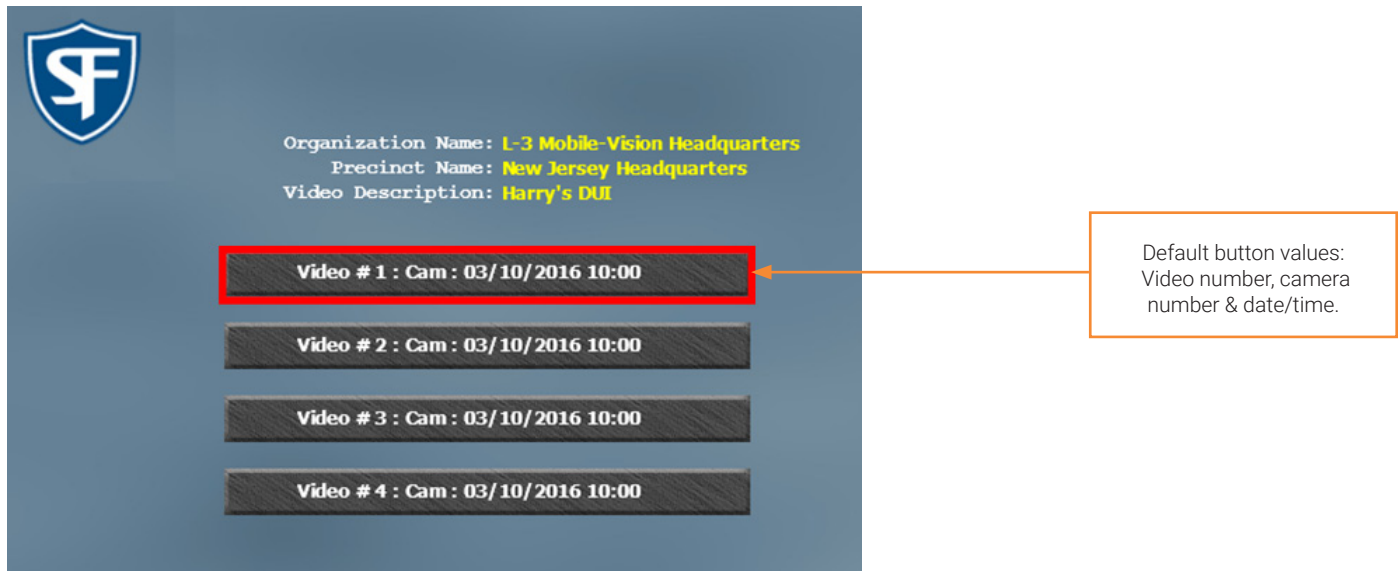 SF
Organization Name: L-3 Mobile-Vision Headquarters
Precinct Name: New Jersey Headquarters
Video Description: Harry's DUI
Video # 1 : Cam : 03/10/2016 10:00
Default button values:
Video number, camera
number & date/time.
Video # 2 : Cam : 03/10/2016 10:00
Video # 3 : Cam : 03/10/2016 10:00
Video # 4 : Cam : 03/10/2016 10:00